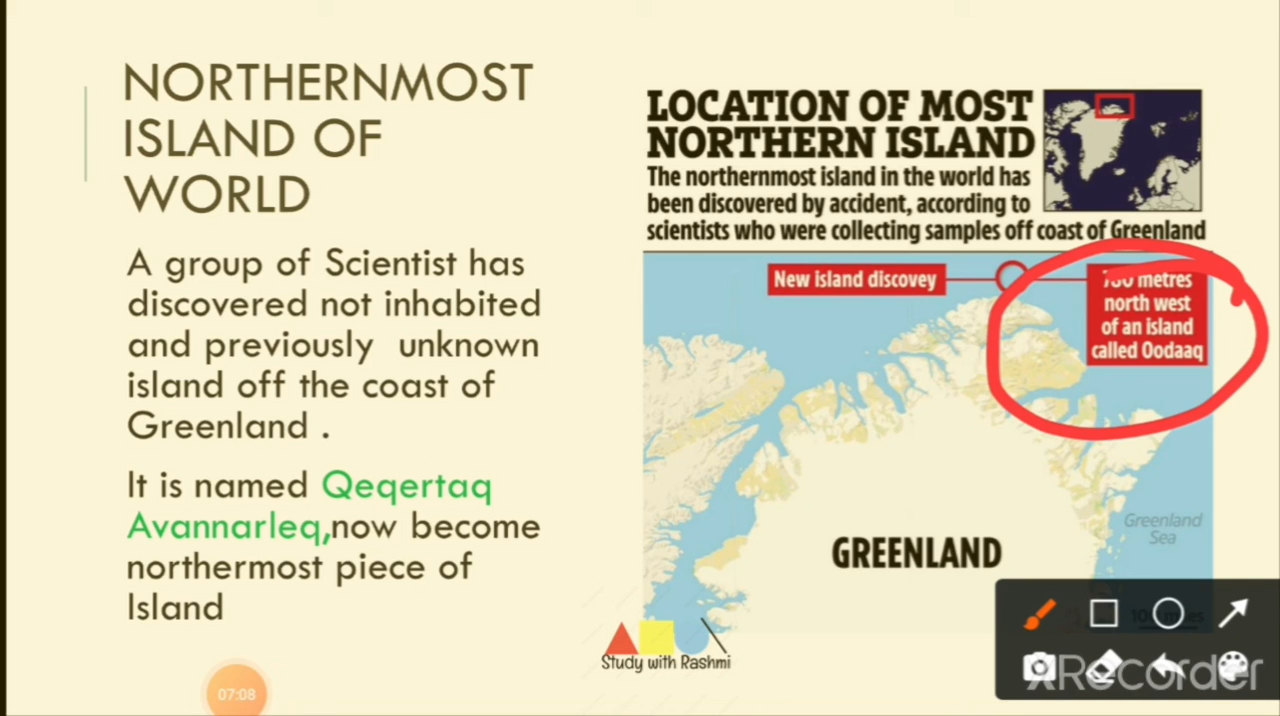 NORTHERNMOST
ISLAND OF
WORLD
A group of Scientist has
discovered not inhabited
and previously unknown
island off the coast of
Greenland .
It is named Qeqertaq
Avannarleq,now become
northermost piece of
Island
LOCATION OF MOST
NORTHERN ISLAND
The northernmost island in the world has
been discovered by accident, according to
scientists who were collecting samples off coast of Greenland
New island discovey
metres
north west
of an island
called Oodaaq
Greenland
Sea
GREENLAND
Study with Rashmi
07:08
XRecorder